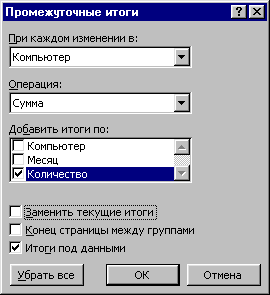 Промежуточные итоги
При каждом изменении в:
Компьютер
Операция:
Сумма
Добавить итоги по:
Компьютер
Месяц
Количество
Заменить текущие итоги
Конец страницы между группами
Итоги под данными
Убрать все
ОК
Отмена